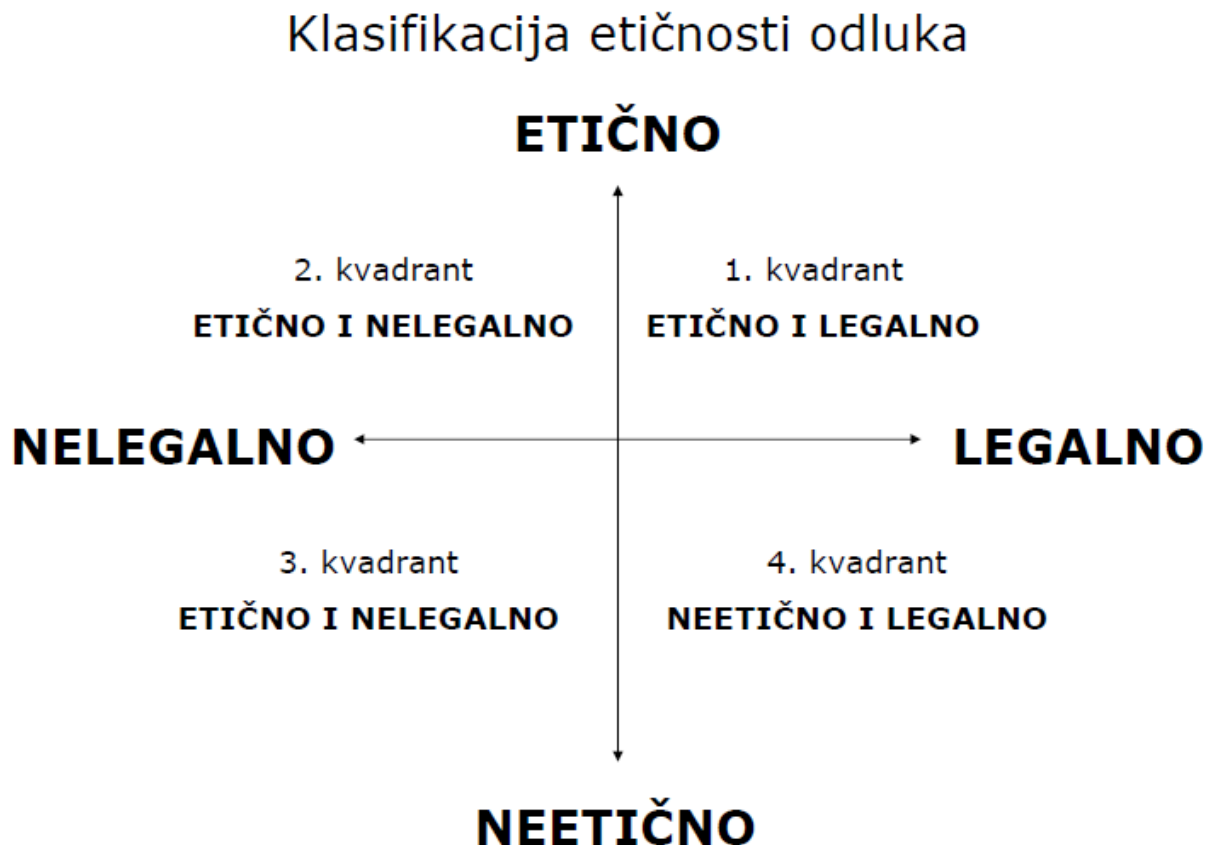 Klasifikacija etičnosti odluka
ETIČNO
2. kvadrant
ETIČNO I NELEGALNO
1. kvadrant
ETIČNO I LEGALNO
NELEGALNO
LEGALNO
3. kvadrant
ETIČNO I NELEGALNO
4. kvadrant
NEETIČNO I LEGALNO
NEETIČNO